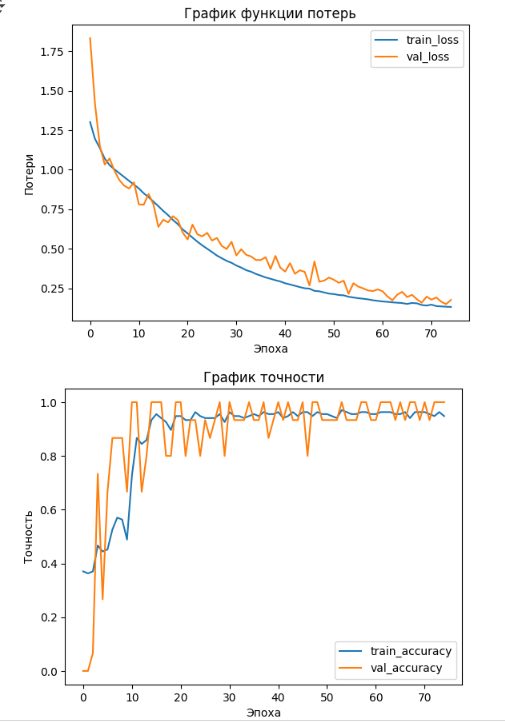 График функции потерь
train_loss
val_loss
1.75
1.50
1.25
1.00
0.75
0.50
0.25
Потери
0 10 20 30 40 50 60 70
Эпоха
График точности
1.0
0.8
0.6
0.4
0.2
0.0
Точность
train_accuracy
val_accuracy
0 10 20 30 40 50 60 70
Эпоха